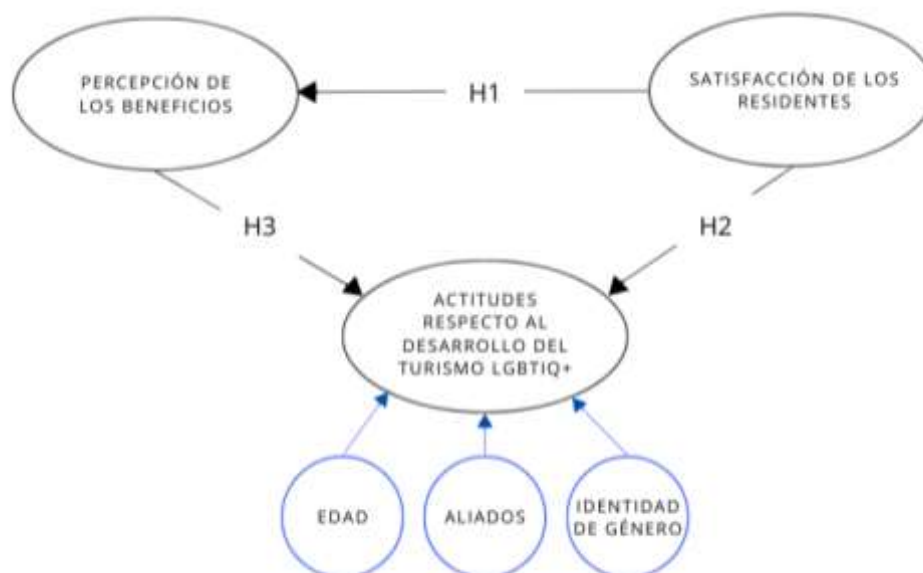 PERCEPCIÓN DE
LOS BENEFICIOS
H1
SATISFACCIÓN DE LOS
RESIDENTES
H3
H2
ACTITUDES
RESPECTO AL
DESARROLLO DEL
TURISMO LGBTIQ+
EDAD
ALIADOS
IDENTIDAD
DE GÉNERO